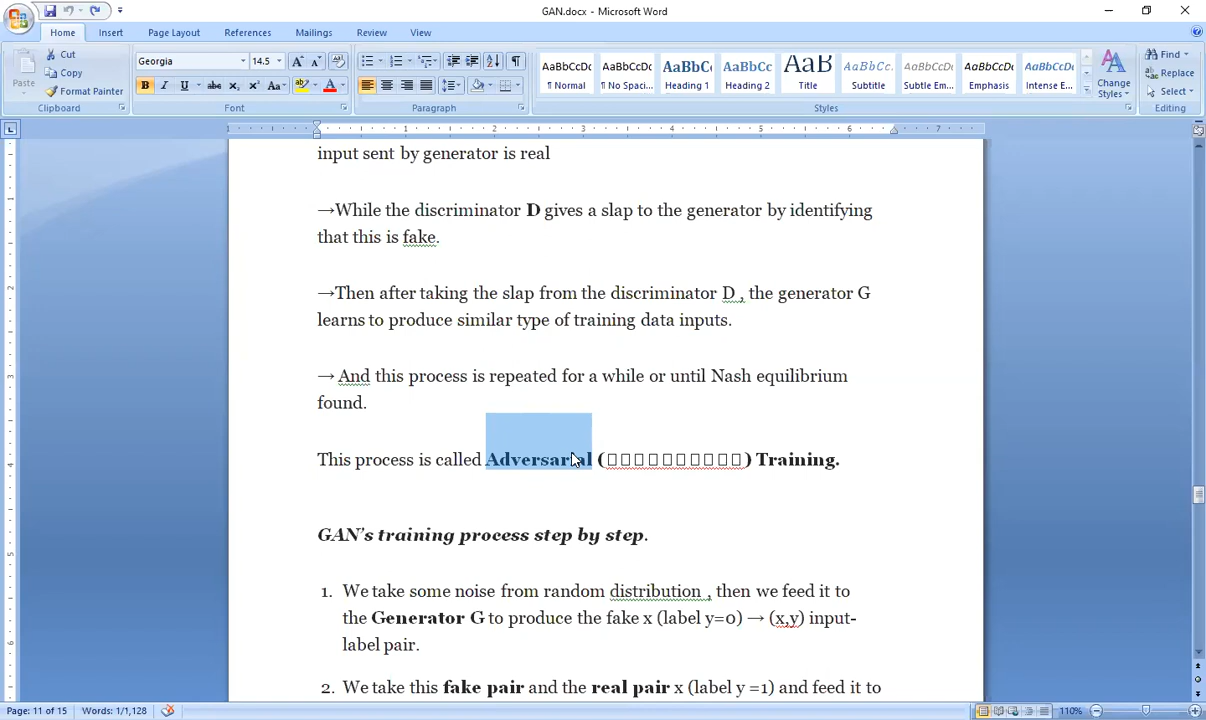 GAN.docx - Microsoft Word
Home Insert Page Layout References Mailings Review View
Paste
Cut
Copy
Format Painter
Clipboard
Georgia 14.5
Font
Paragraph
AaBbCcDc AaBbCcDc AaBbC AaBbCc AaB AaBbCc AaBbCcDc AaBbCcDc AaBbCcDc
¶ Normal ¶ No Spaci... Heading 1 Heading 2 Title Subtitle Subtle Em... Emphasis Intense E...
Styles
Change Styles
Find
Replace
Select
Editing
input sent by generator is real
→While the discriminator D gives a slap to the generator by identifying
that this is fake.
→Then after taking the slap from the discriminator D , the generator G
learns to produce similar type of training data inputs.
→ And this process is repeated for a while or until Nash equilibrium
found.
This process is called Adversarial (▯▯▯▯▯▯▯▯▯▯) Training.
GAN's training process step by step.
1. We take some noise from random distribution , then we feed it to
the Generator G to produce the fake x (label y=0) → (x,y) input-
label pair.
2. We take this fake pair and the real pair x (label y =1) and feed it to
Page: 11 of 15 Words: 1/1,128 110%